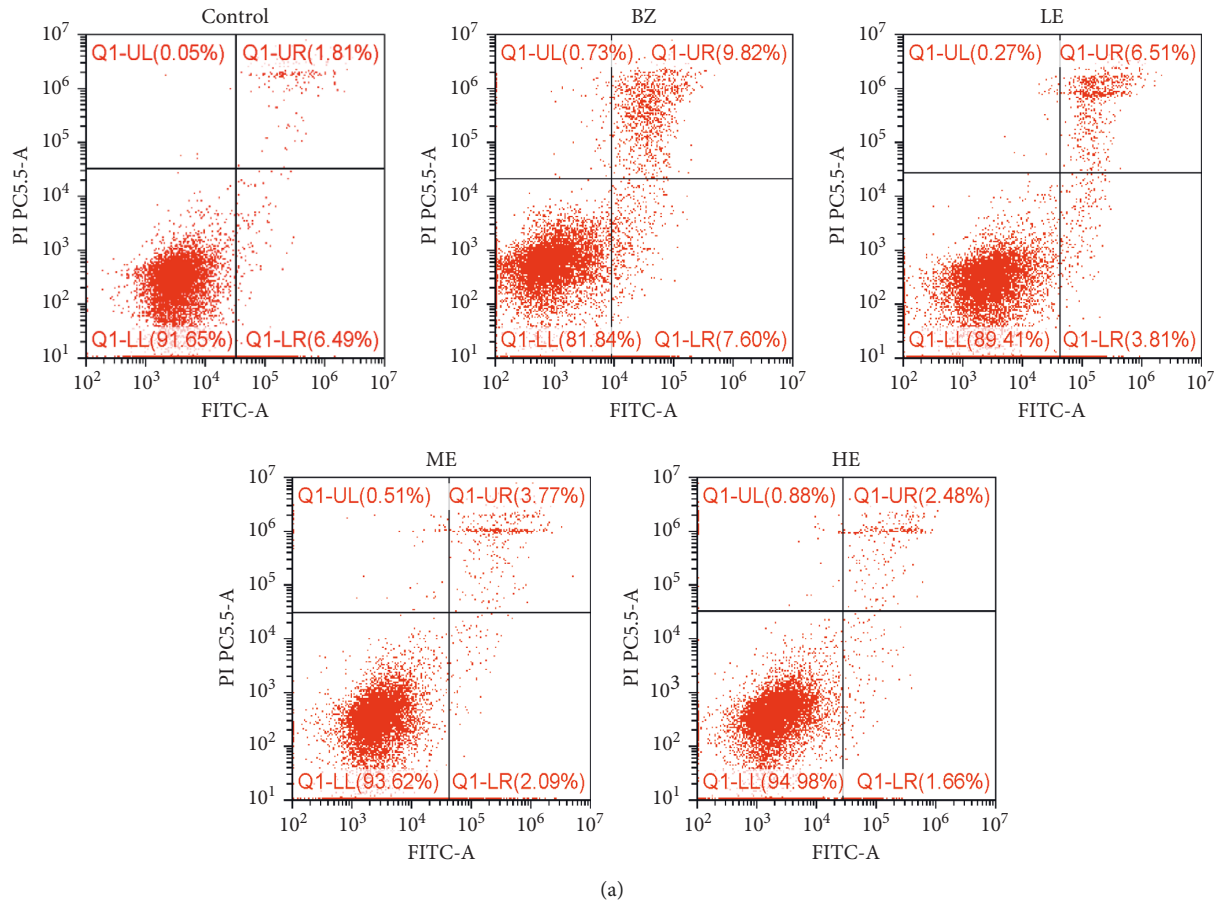 Control
10⁷
10⁶
10⁵
10⁴
10³
10²
10¹
PI PC5.5-A
Q1-UL(0.05%) Q1-UR(1.81%)
Q1-LL(91.65%) Q1-LR(6.49%)
10² 10³ 10⁴ 10⁵ 10⁶ 10⁷
FITC-A
BZ
10⁷
10⁶
10⁵
10⁴
10³
10²
10¹
PI PC5.5-A
Q1-UL(0.73%) Q1-UR(9.82%)
Q1-LL(81.84%) Q1-LR(7.60%)
10² 10³ 10⁴ 10⁵ 10⁶ 10⁷
FITC-A
LE
10⁷
10⁶
10⁵
10⁴
10³
10²
10¹
PI PC5.5-A
Q1-UL(0.27%) Q1-UR(6.51%)
Q1-LL(89.41%) Q1-LR(3.81%)
10² 10³ 10⁴ 10⁵ 10⁶ 10⁷
FITC-A
ME
10⁷
10⁶
10⁵
10⁴
10³
10²
10¹
PI PC5.5-A
Q1-UL(0.51%) Q1-UR(3.77%)
Q1-LL(93.62%) Q1-LR(2.09%)
10² 10³ 10⁴ 10⁵ 10⁶ 10⁷
FITC-A
HE
10⁷
10⁶
10⁵
10⁴
10³
10²
10¹
PI PC5.5-A
Q1-UL(0.88%) Q1-UR(2.48%)
Q1-LL(94.98%) Q1-LR(1.66%)
10² 10³ 10⁴ 10⁵ 10⁶ 10⁷
FITC-A
(a)